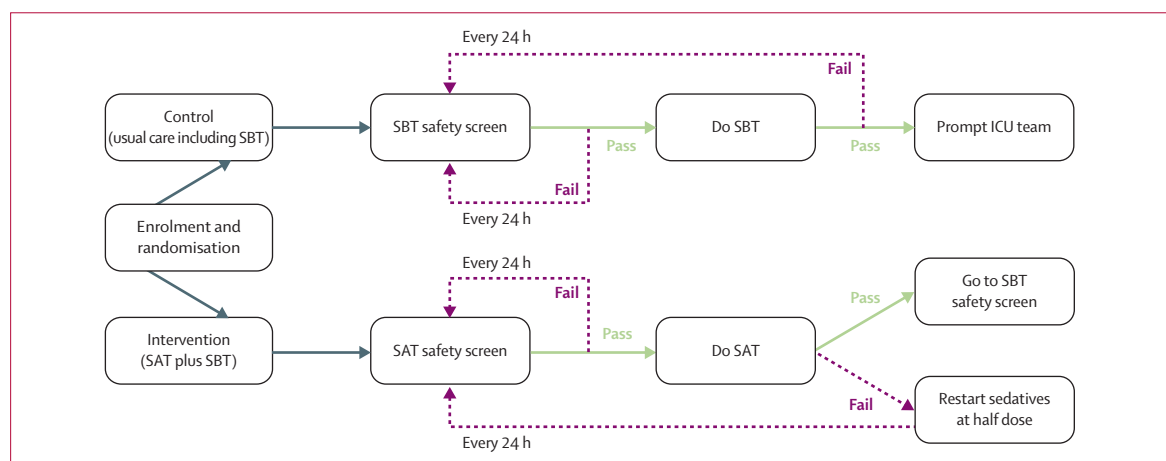 Every 24 h
Fail
Control
(usual care including SBT)
SBT safety screen
Pass
Do SBT
Pass
Prompt ICU team
Fail
Every 24 h
Enrolment and
randomisation
Every 24 h
Fail
Go to SBT
safety screen
Pass
Intervention
(SAT plus SBT)
SAT safety screen
Pass
Do SAT
Fail
Restart sedatives
at half dose
Every 24 h